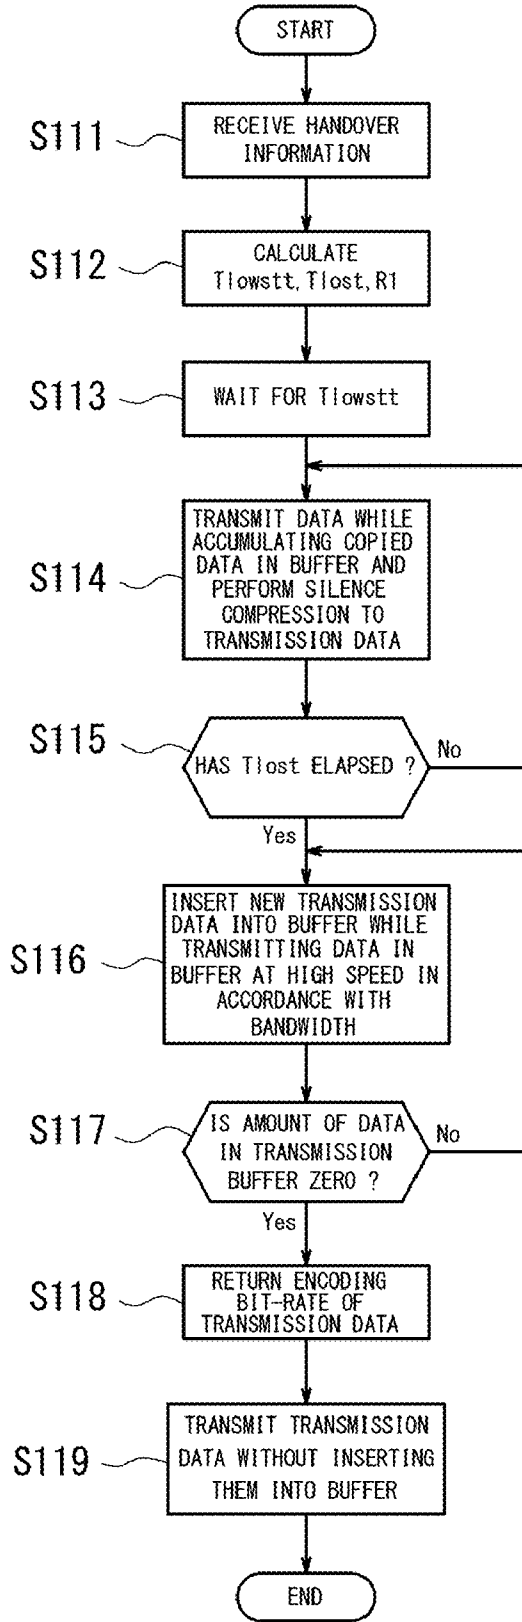 START
S111
RECEIVE HANDOVER
INFORMATION
S112
CALCULATE
Tlowstt, Tlost, R1
S113
WAIT FOR Tlowstt
S114
TRANSMIT DATA WHILE
ACCUMULATING COPIED
DATA IN BUFFER AND
PERFORM SILENCE
COMPRESSION TO
TRANSMISSION DATA
S115
HAS Tlost ELAPSED ?
No
Yes
S116
INSERT NEW TRANSMISSION
DATA INTO BUFFER WHILE
TRANSMITTING DATA IN
BUFFER AT HIGH SPEED IN
ACCORDANCE WITH
BANDWIDTH
S117
IS AMOUNT OF DATA
IN TRANSMISSION
BUFFER ZERO ?
No
Yes
S118
RETURN ENCODING
BIT-RATE OF
TRANSMISSION DATA
S119
TRANSMIT TRANSMISSION
DATA WITHOUT INSERTING
THEM INTO BUFFER
END